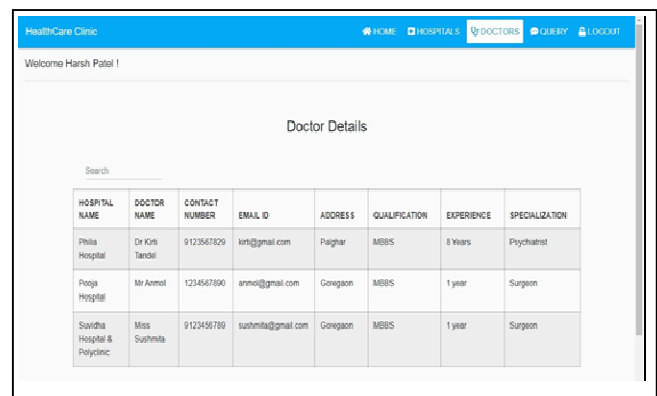 HealthCare Clinic HOME HOSPITALS DOCTORS QUERY LOGOUT
Welcome Harsh Patel !
Doctor Details
Search
HOSPITAL NAME DOCTOR NAME CONTACT NUMBER EMAIL ID ADDRESS QUALIFICATION EXPERIENCE SPECIALIZATION
Philia Hospital Dr Kirti Tandel 9123567829 kirti@gmail.com Palghar MBBS 8 Years Psychiatrist
Pooja Hospital Mr Anmol 1234567890 anmol@gmail.com Goregaon MBBS 1 year Surgeon
Suvidha Hospital & Polyclinic Miss Sushmita 9123456789 sushmita@gmail.com Goregaon MBBS 1 year Surgeon